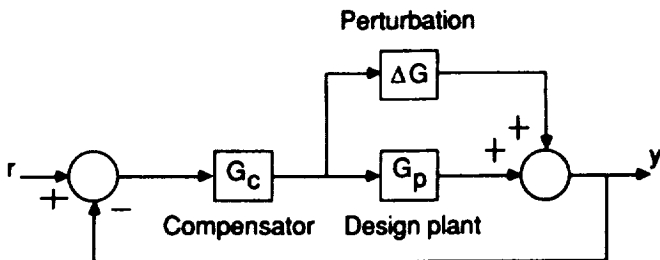 Perturbation
ΔG
+
r
+
−
G_c
+
G_p
y
Compensator
Design plant